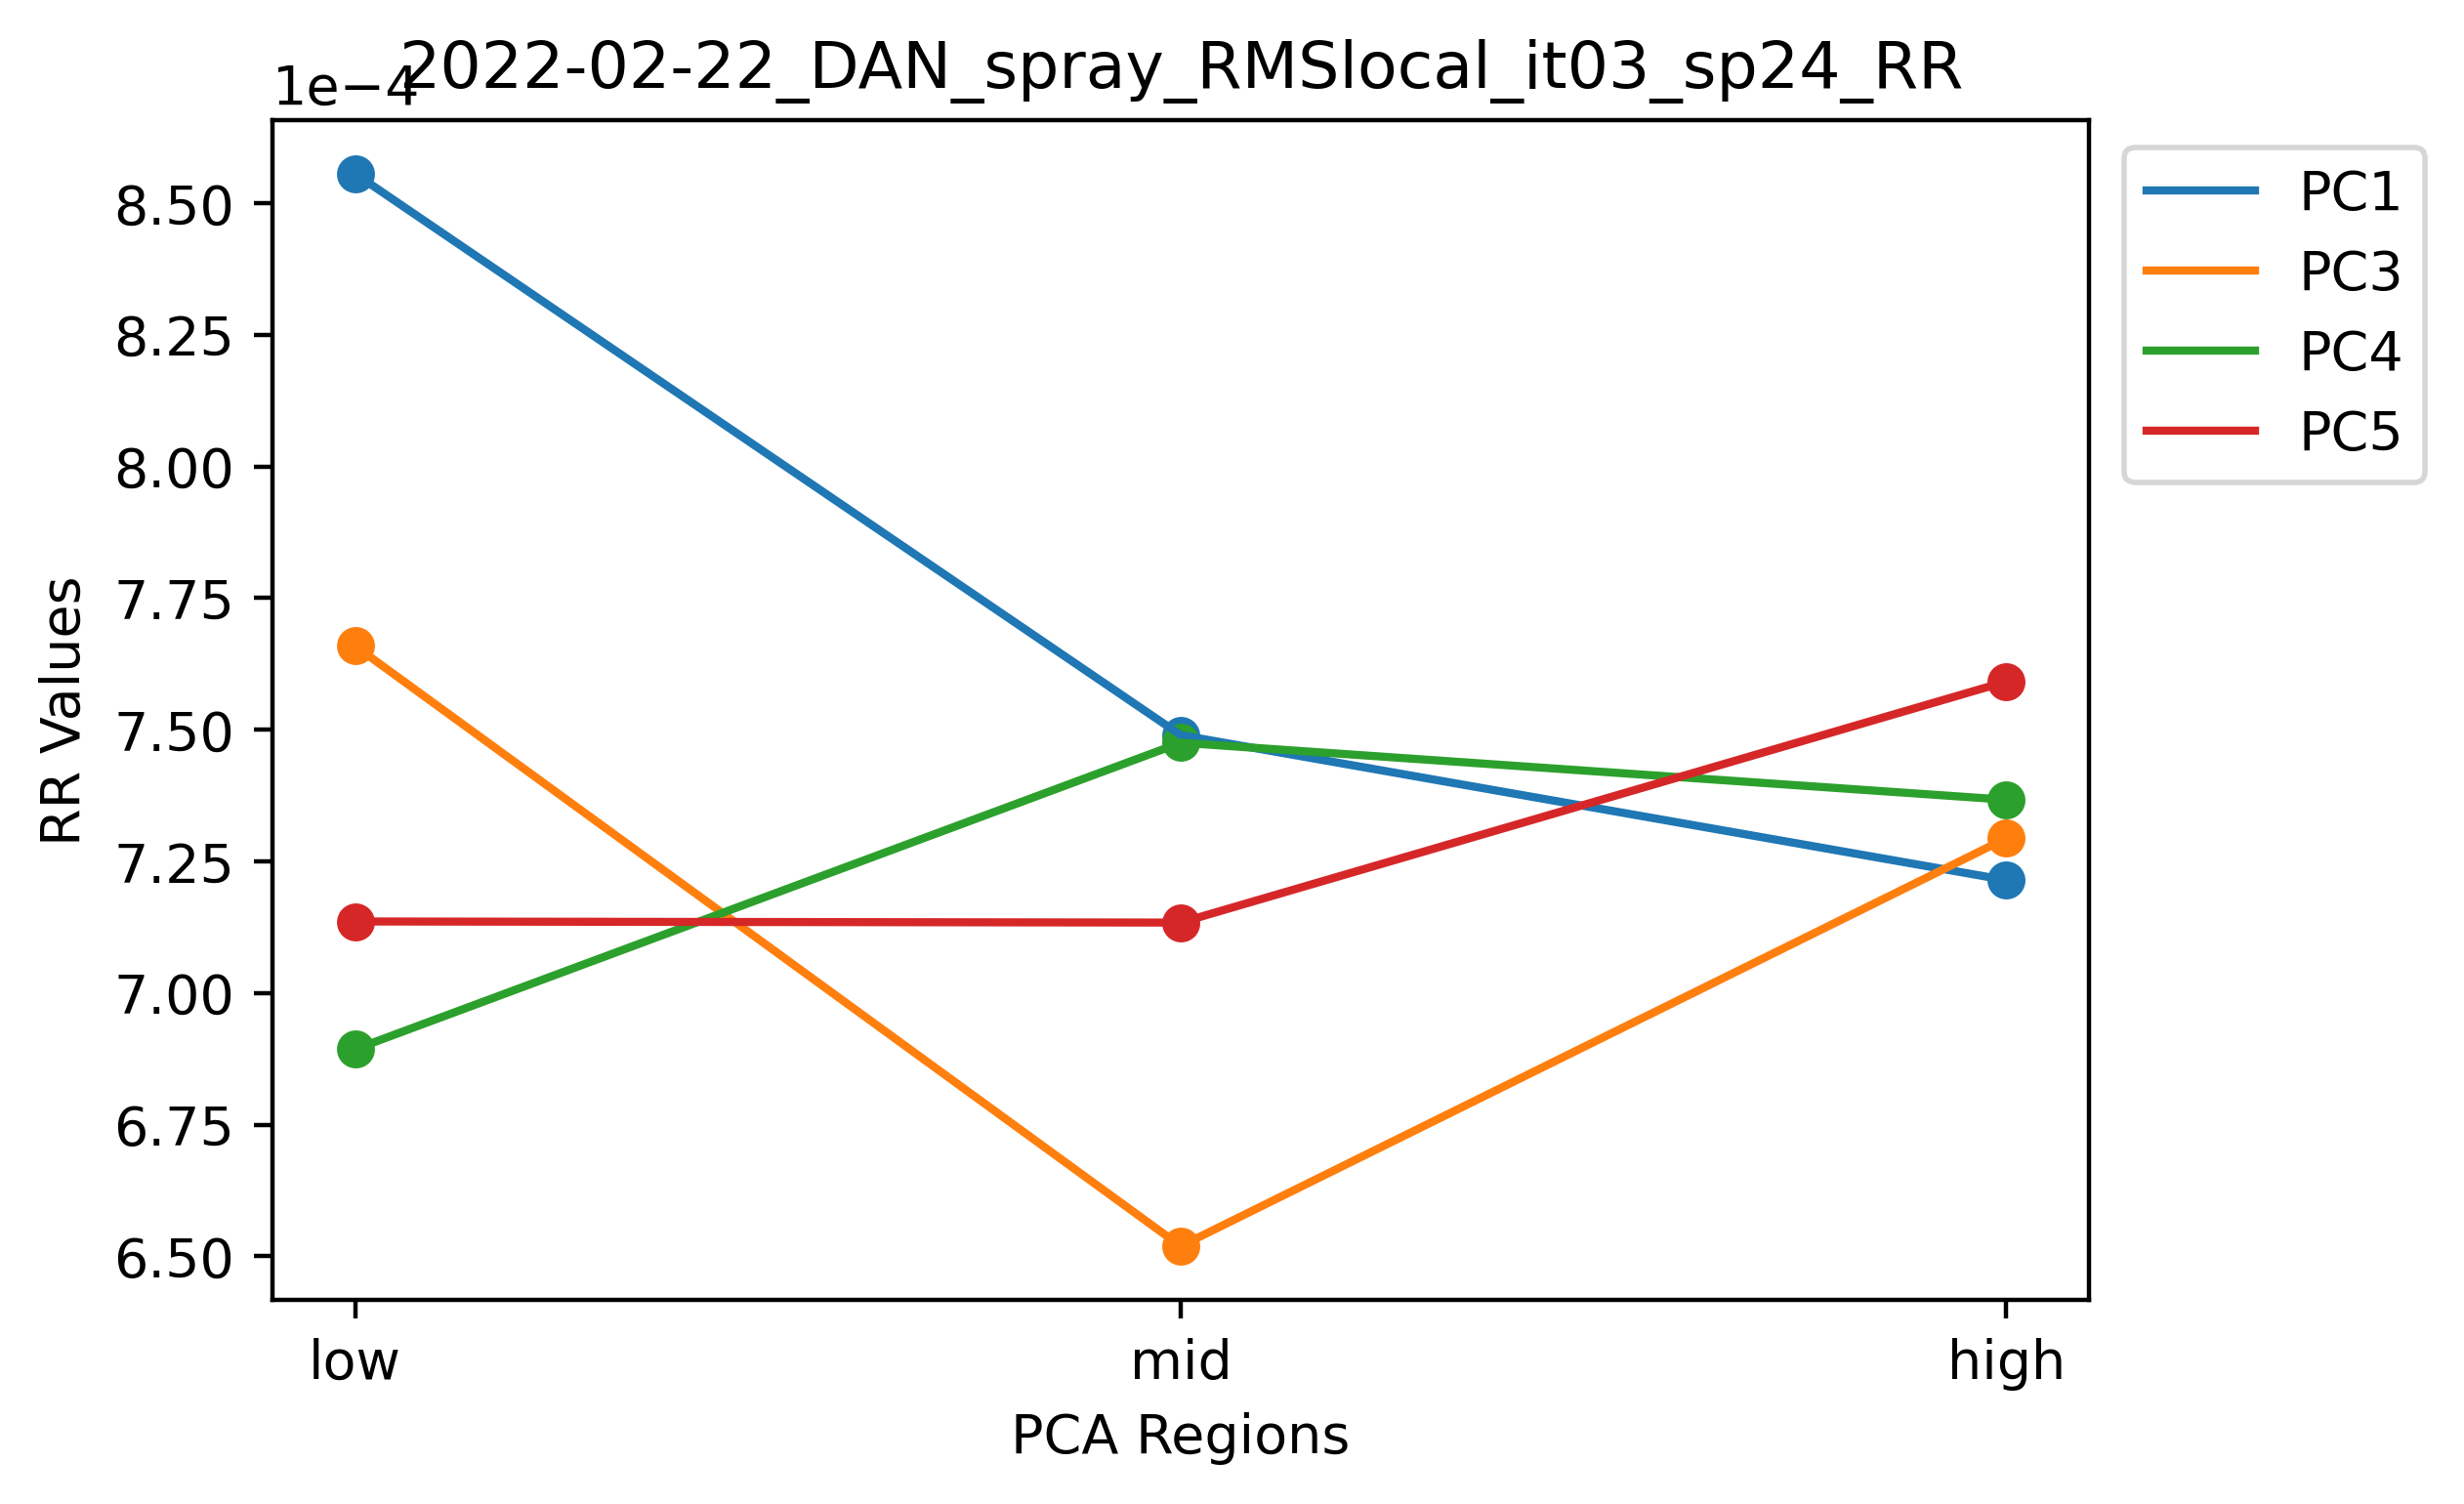 2022-02-22_DAN_spray_RMSlocal_it03_sp24_RR
1e−4
8.50
8.25
8.00
7.75
7.50
7.25
7.00
6.75
6.50
RR Values
low mid high
PCA Regions
PC1
PC3
PC4
PC5